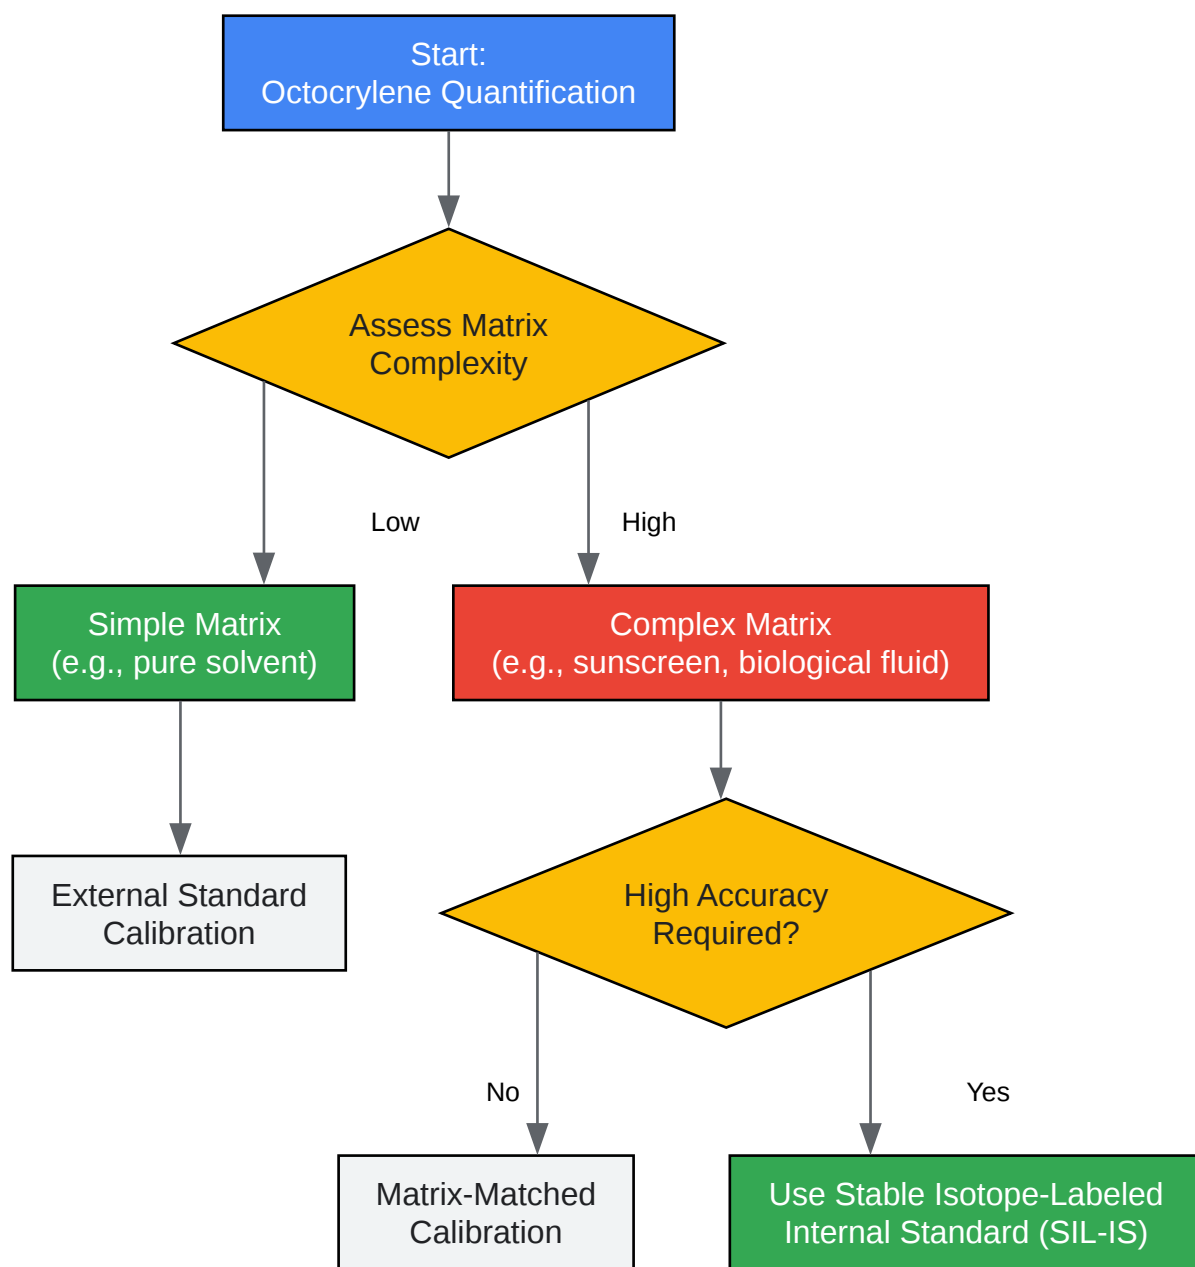 Start:
Octocrylene Quantification
Assess Matrix
Complexity
Low
High
Simple Matrix
(e.g., pure solvent)
Complex Matrix
(e.g., sunscreen, biological fluid)
External Standard
Calibration
High Accuracy
Required?
No
Yes
Matrix-Matched
Calibration
Use Stable Isotope-Labeled
Internal Standard (SIL-IS)